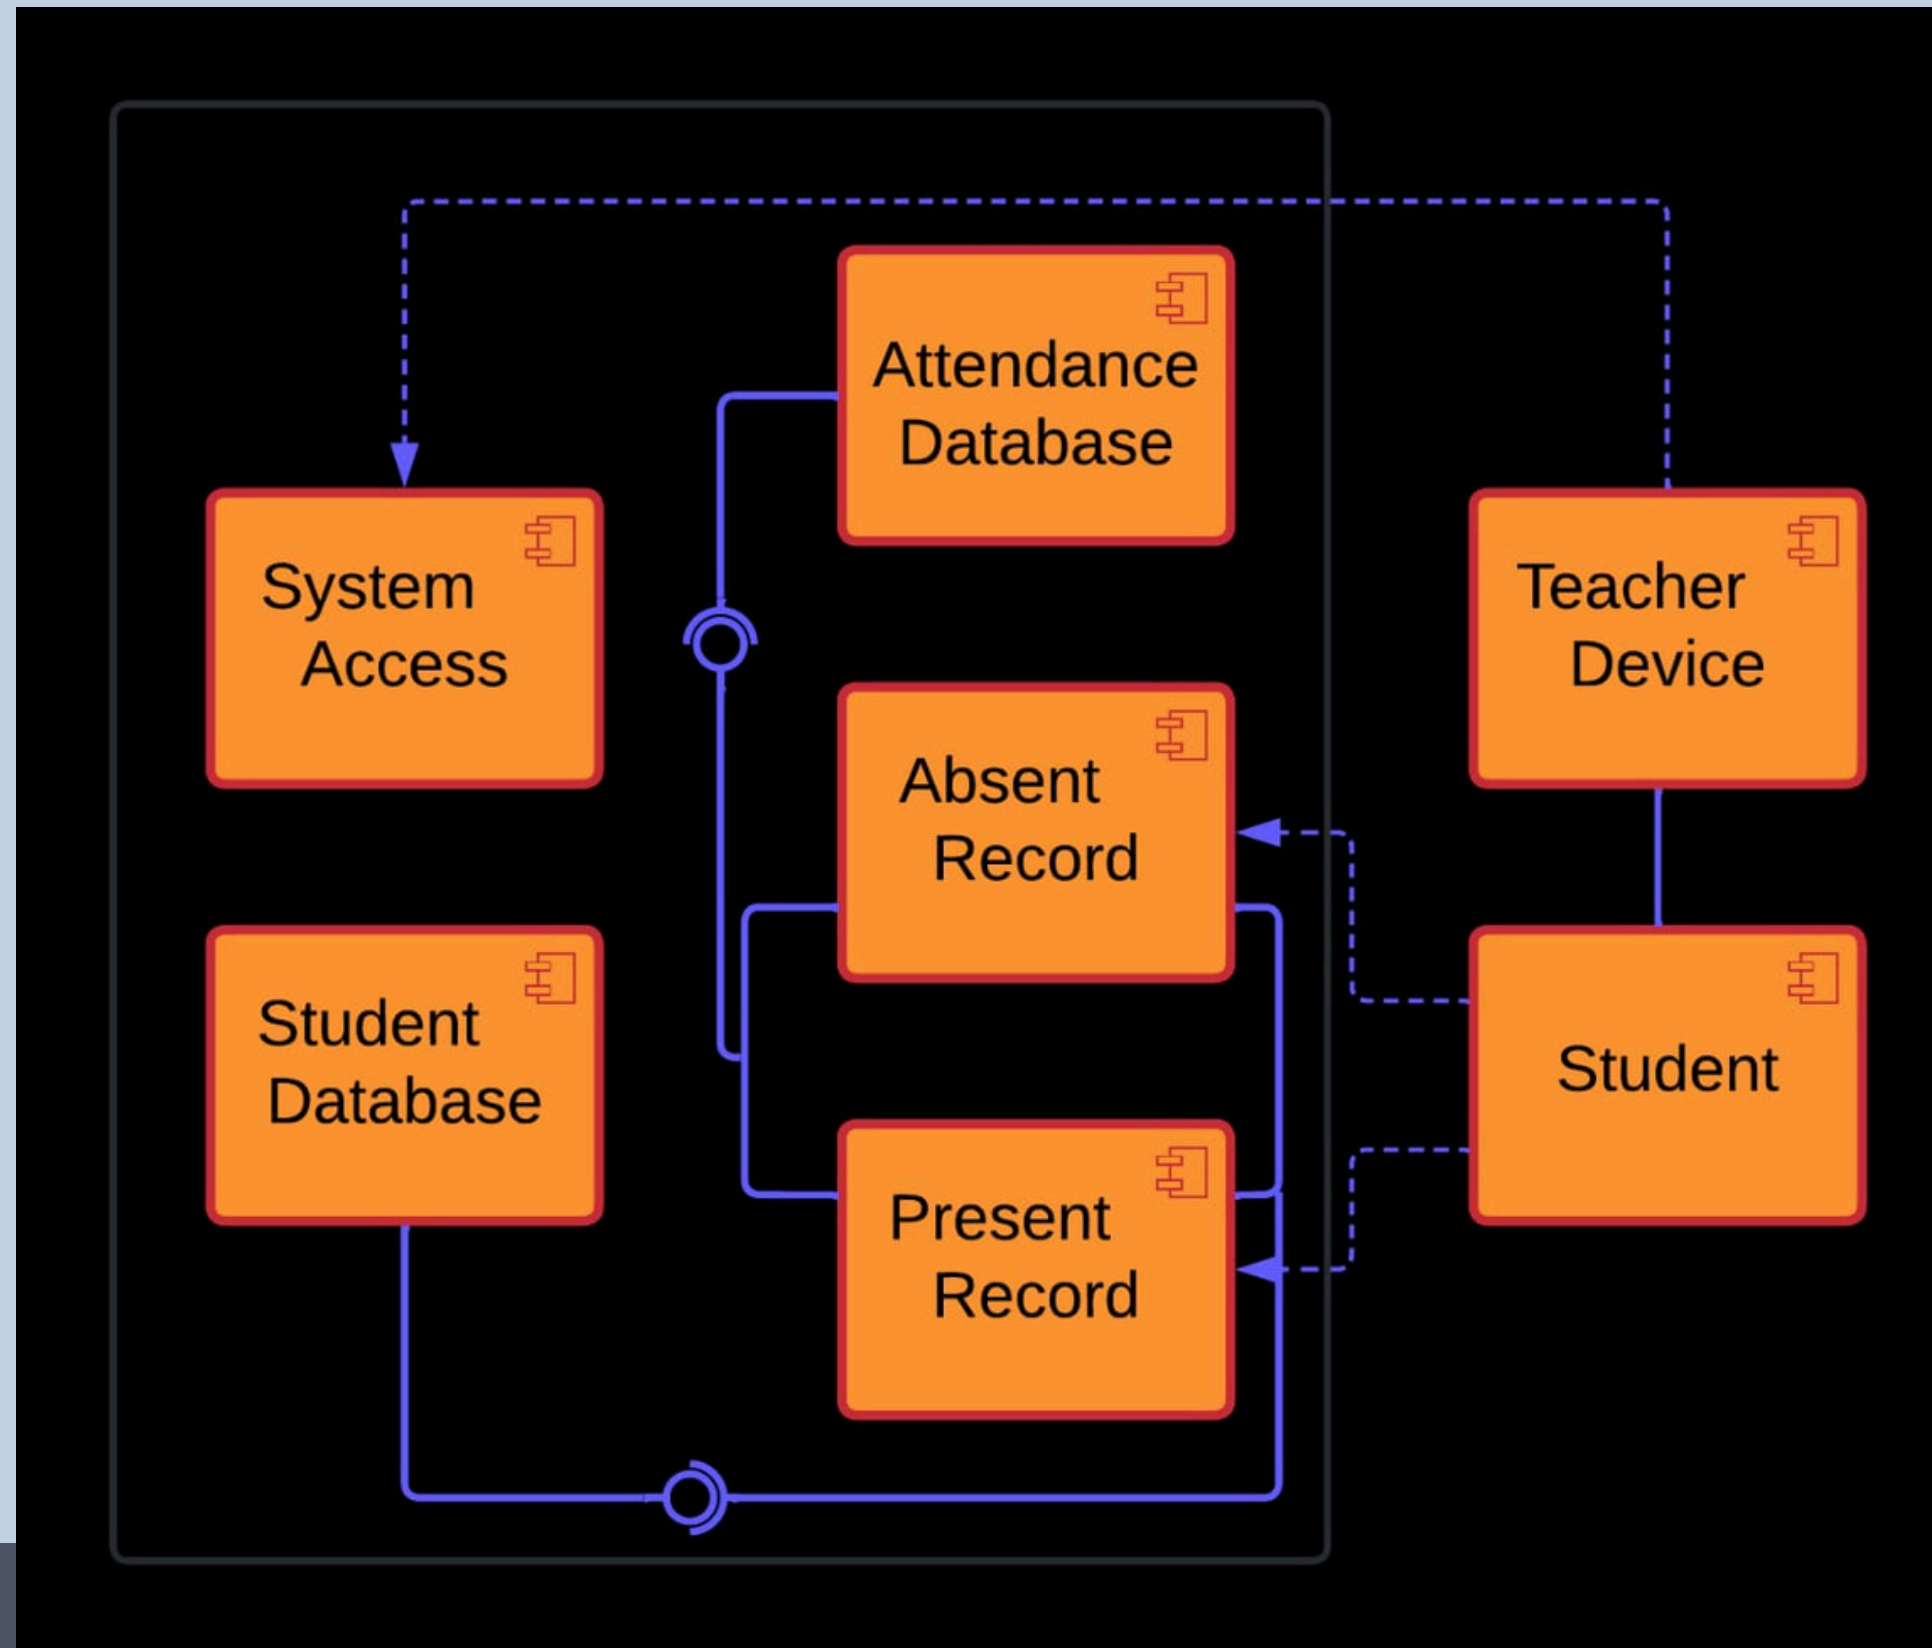 Attendance
Database
System
Access
Teacher
Device
Absent
Record
Student
Database
Student
Present
Record